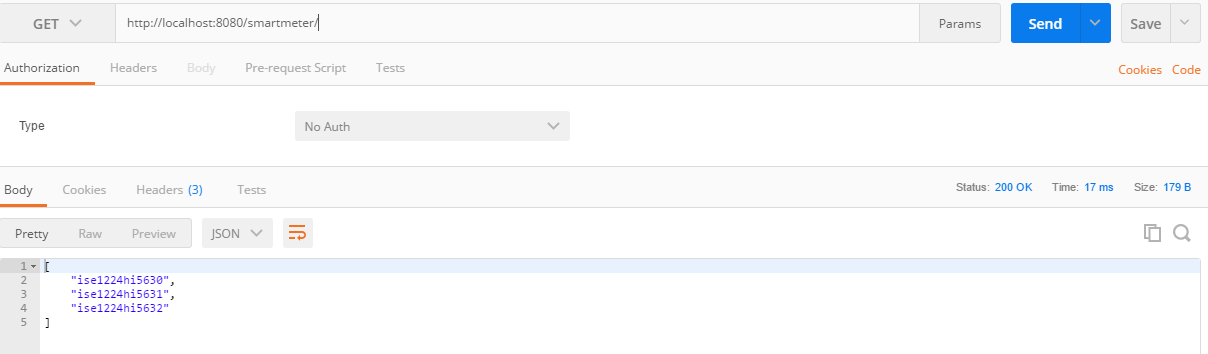 GET http://localhost:8080/smartmeter/ Params Send Save
Authorization Headers Body Pre-request Script Tests Cookies Code
Type No Auth
Body Cookies Headers (3) Tests Status: 200 OK Time: 17 ms Size: 179 B
Pretty Raw Preview JSON
1 [
2 "ise1224hi5630",
3 "ise1224hi5631",
4 "ise1224hi5632"
5 ]